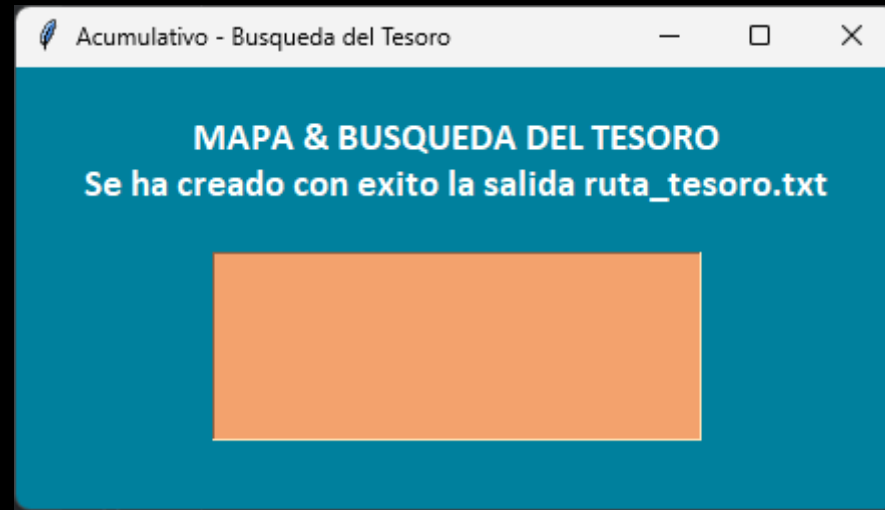 Acumulativo - Busqueda del Tesoro
MAPA & BUSQUEDA DEL TESORO
Se ha creado con exito la salida ruta_tesoro.txt